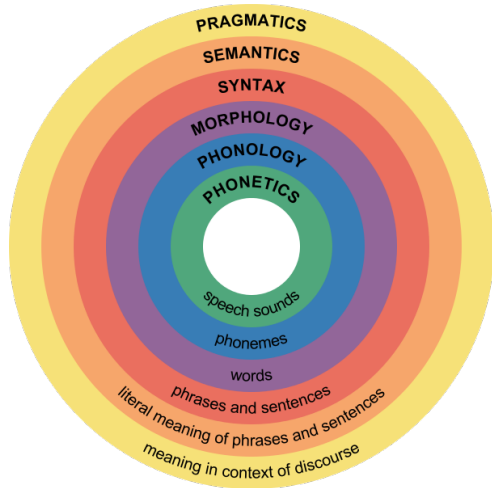 PRAGMATICS
SEMANTICS
SYNTAX
MORPHOLOGY
PHONOLOGY
PHONETICS
speech sounds
phonemes
words
phrases and sentences
literal meaning of phrases and sentences
meaning in context of discourse